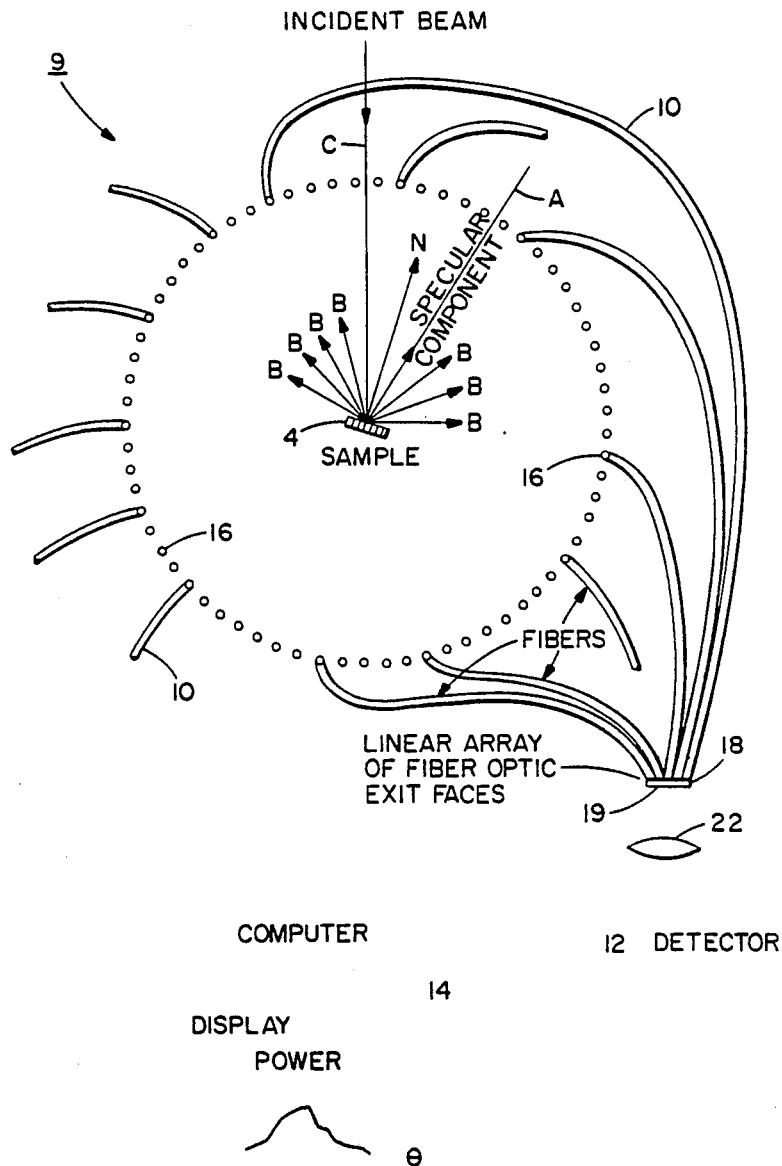 INCIDENT BEAM
9
10
C
A
N
SPECULAR
COMPONENT
B
B
B
B
B
B
B
4
SAMPLE
16
16
FIBERS
10
LINEAR ARRAY
OF FIBER OPTIC
EXIT FACES
18
19
22
COMPUTER
12 DETECTOR
14
DISPLAY
POWER
θ